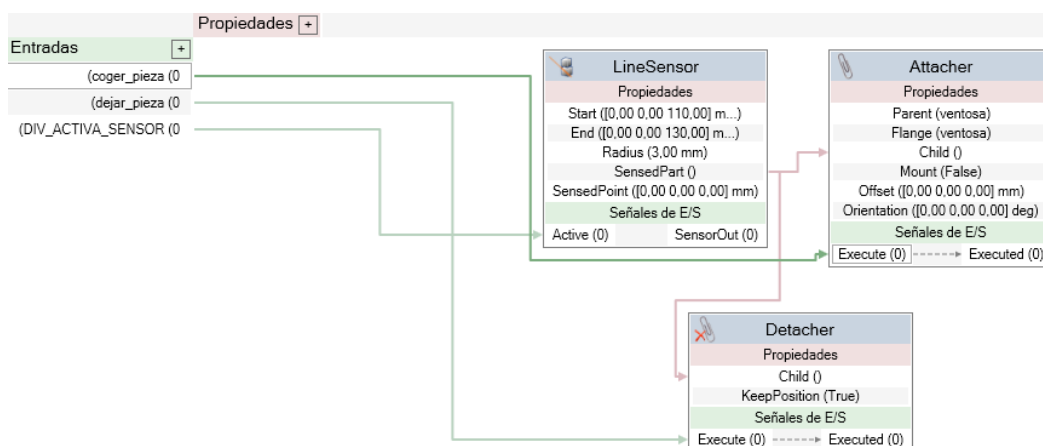 Propiedades +
Entradas +
(coger_pieza (0
(dejar_pieza (0
(DIV_ACTIVA_SENSOR (0
LineSensor
Propiedades
Start ([0,00 0,00 110,00] m...)
End ([0,00 0,00 130,00] m...)
Radius (3,00 mm)
SensedPart ()
SensedPoint ([0,00 0,00 0,00] mm)
Señales de E/S
Active (0) SensorOut (0)
Attacher
Propiedades
Parent (ventosa)
Flange (ventosa)
Child ()
Mount (False)
Offset ([0,00 0,00 0,00] mm)
Orientation ([0,00 0,00 0,00] deg)
Señales de E/S
Execute (0) Executed (0)
Detacher
Propiedades
Child ()
KeepPosition (True)
Señales de E/S
Execute (0) Executed (0)